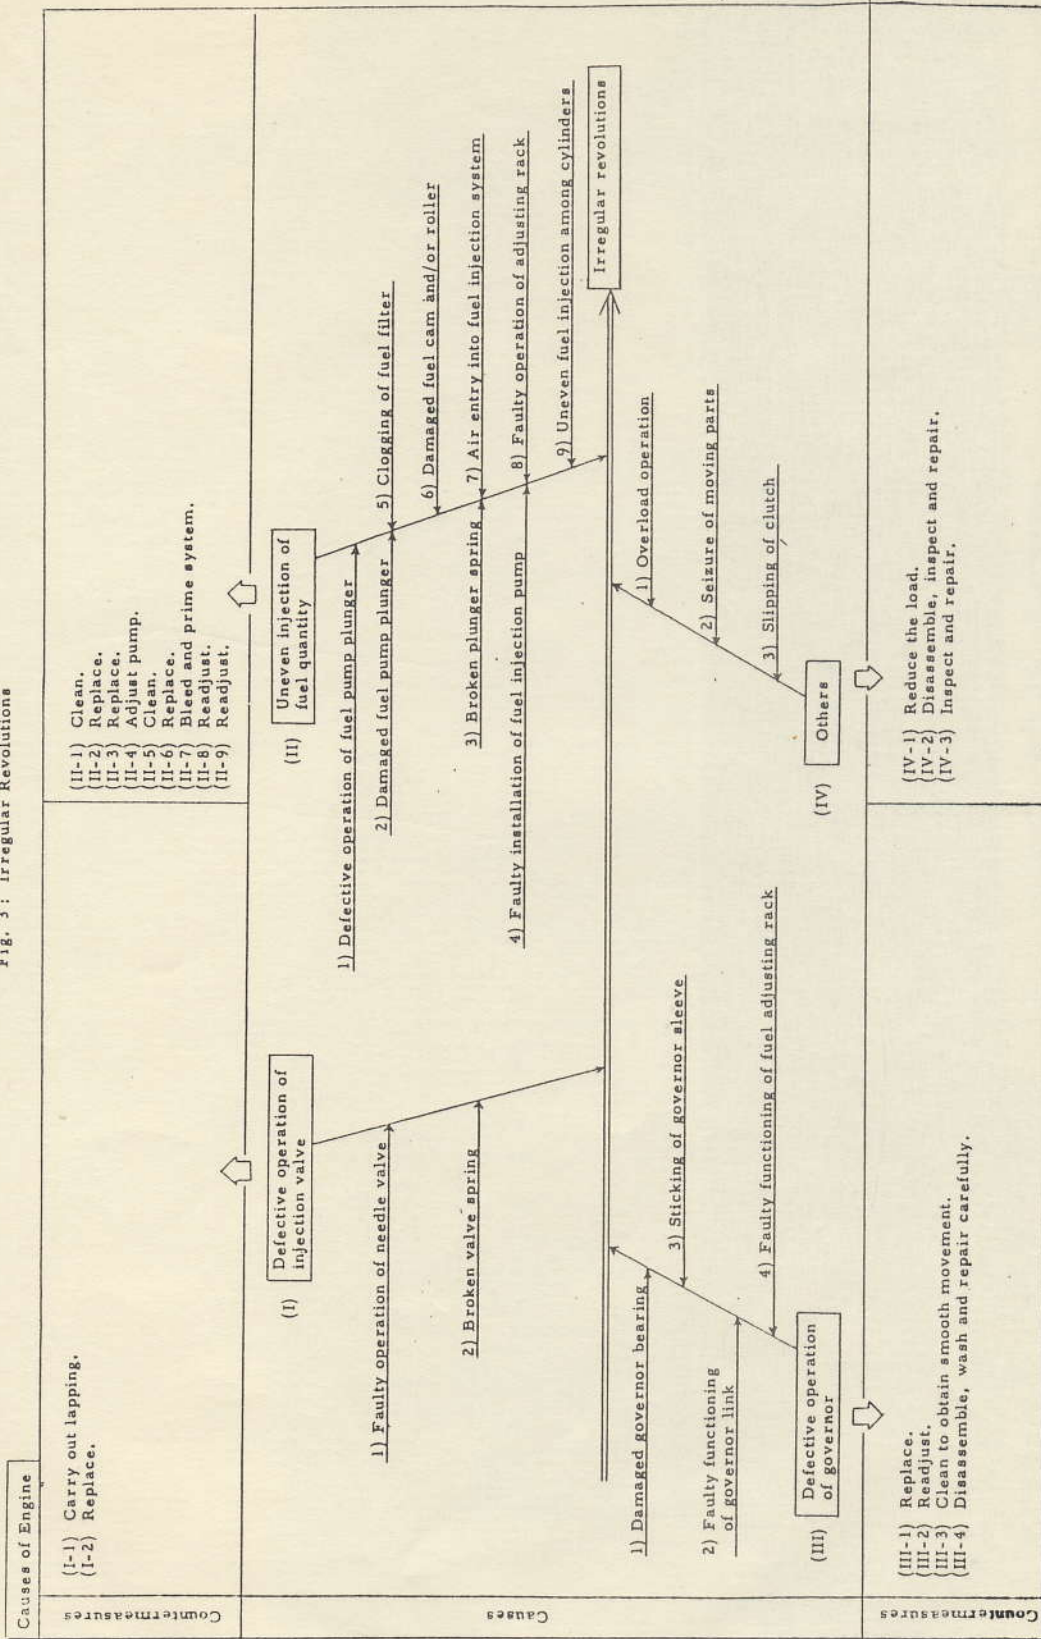 Fig. 3: Irregular Revolutions
Causes of Engine
Countermeasures
(I-1) Carry out lapping.
(I-2) Replace.
(II-1) Clean.
(II-2) Replace.
(II-3) Replace.
(II-4) Adjust pump.
(II-5) Clean.
(II-6) Replace.
(II-7) Bleed and prime system.
(II-8) Readjust.
(II-9) Readjust.
Causes
(I)
Defective operation of
injection valve
1) Faulty operation of needle valve
2) Broken valve spring
(II)
Uneven injection of
fuel quantity
1) Defective operation of fuel pump plunger
2) Damaged fuel pump plunger
3) Broken plunger spring
4) Faulty installation of fuel injection pump
5) Clogging of fuel filter
6) Damaged fuel cam and/or roller
7) Air entry into fuel injection system
8) Faulty operation of adjusting rack
9) Uneven fuel injection among cylinders
Irregular revolutions
1) Damaged governor bearing
2) Faulty functioning
of governor link
3) Sticking of governor sleeve
4) Faulty functioning of fuel adjusting rack
(III)
Defective operation
of governor
1) Overload operation
2) Seizure of moving parts
3) Slipping of clutch
(IV)
Others
Countermeasures
(III-1) Replace.
(III-2) Readjust.
(III-3) Clean to obtain smooth movement.
(III-4) Disassemble, wash and repair carefully.
(IV-1) Reduce the load.
(IV-2) Disassemble, inspect and repair.
(IV-3) Inspect and repair.